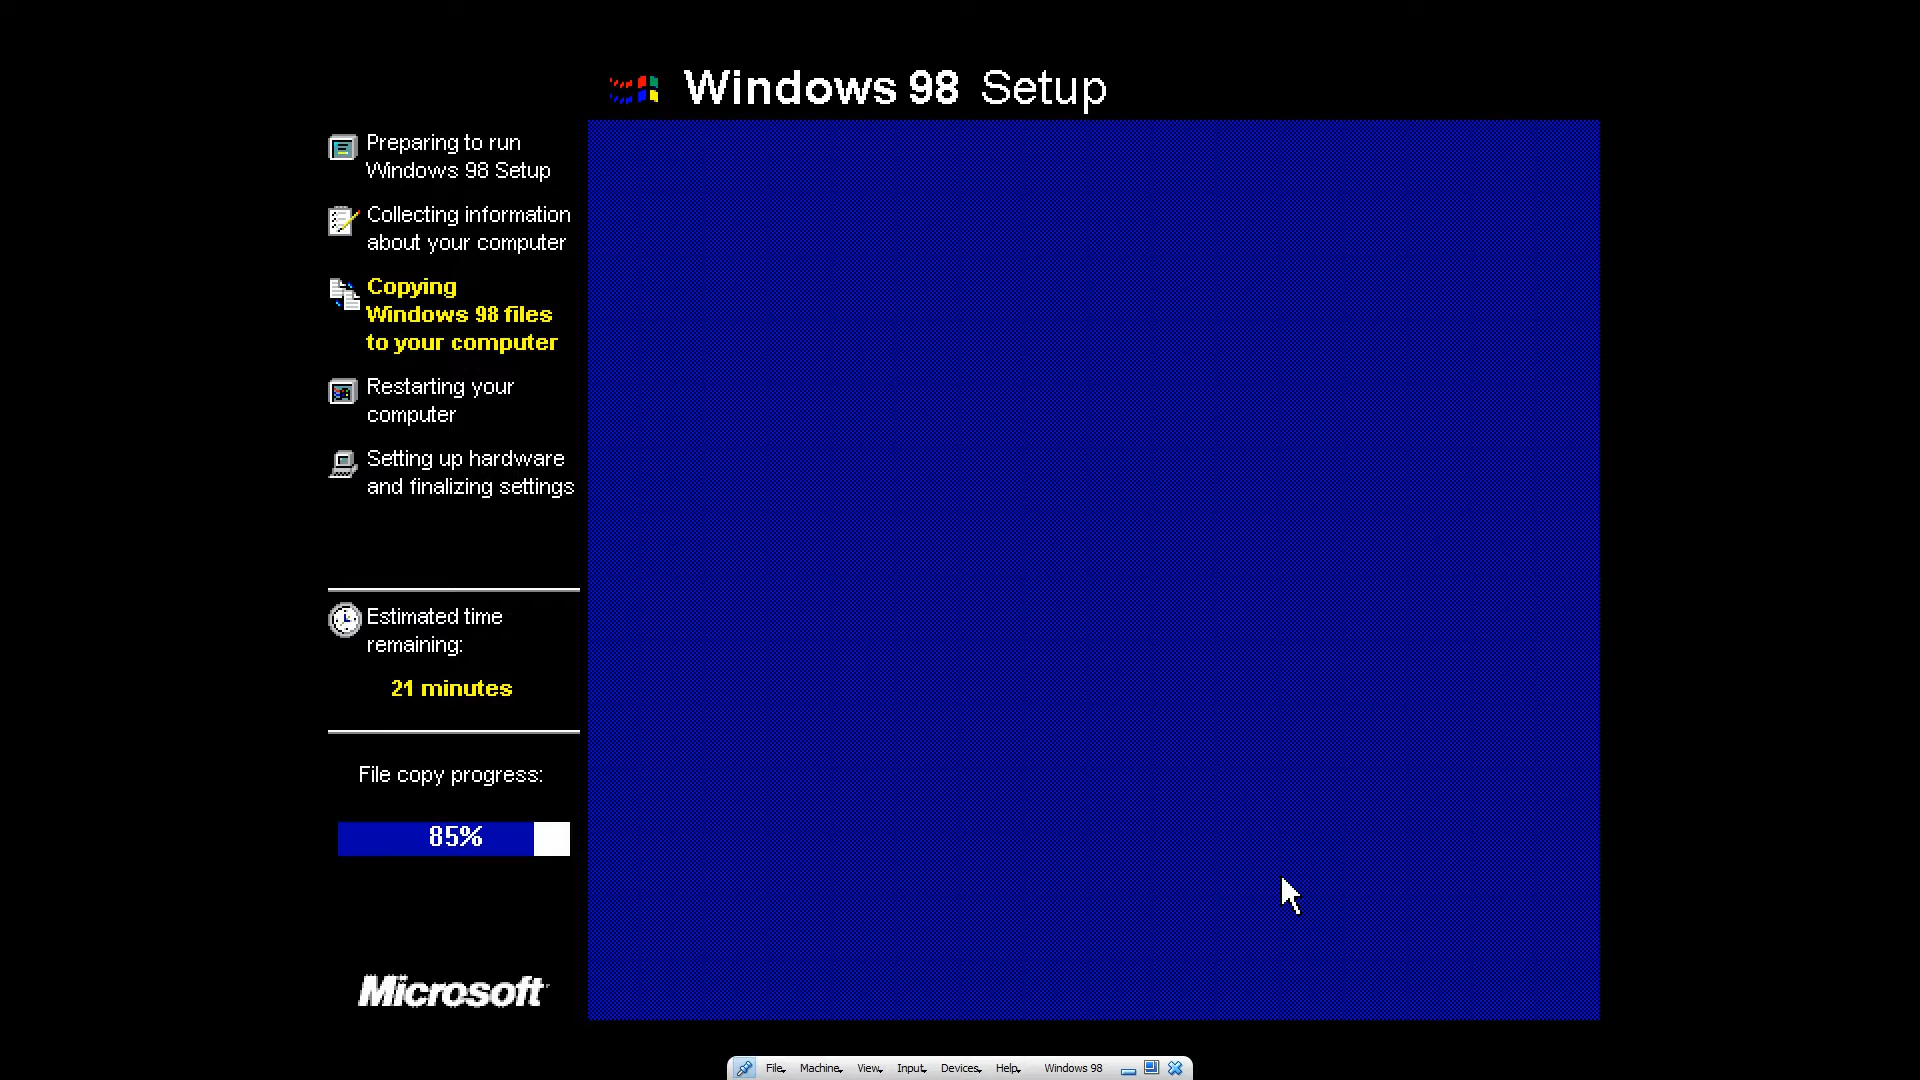 Windows 98 Setup
Preparing to run
Windows 98 Setup
Collecting information
about your computer
Copying
Windows 98 files
to your computer
Restarting your
computer
Setting up hardware
and finalizing settings
Estimated time
remaining:
21 minutes
File copy progress:
85%
Microsoft
File Machine View Input Devices Help Windows 98